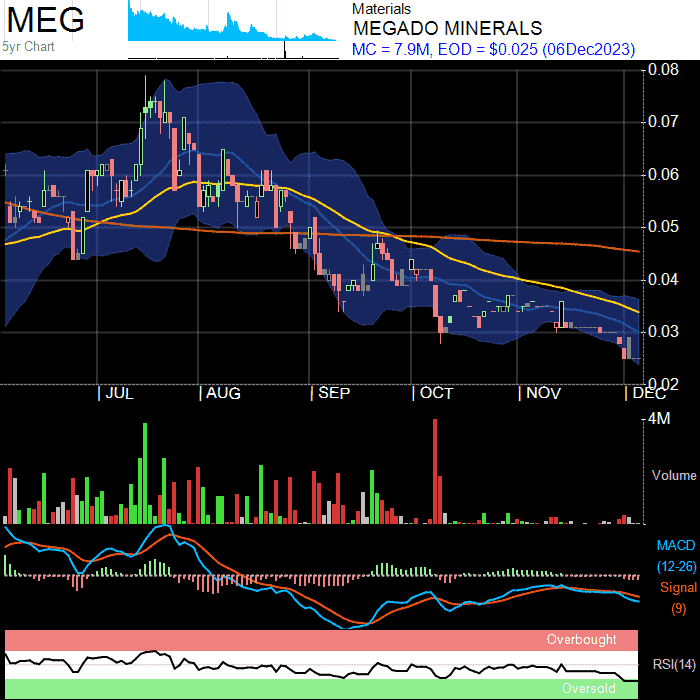 MEG
5yr Chart
Materials
MEGADO MINERALS
MC = 7.9M, EOD = $0.025 (06Dec2023)
0.08
0.07
0.06
0.05
0.04
0.03
0.02
JUL
AUG
SEP
OCT
NOV
DEC
4M
Volume
MACD
(12-26)
Signal
(9)
Overbought
RSI(14)
Oversold